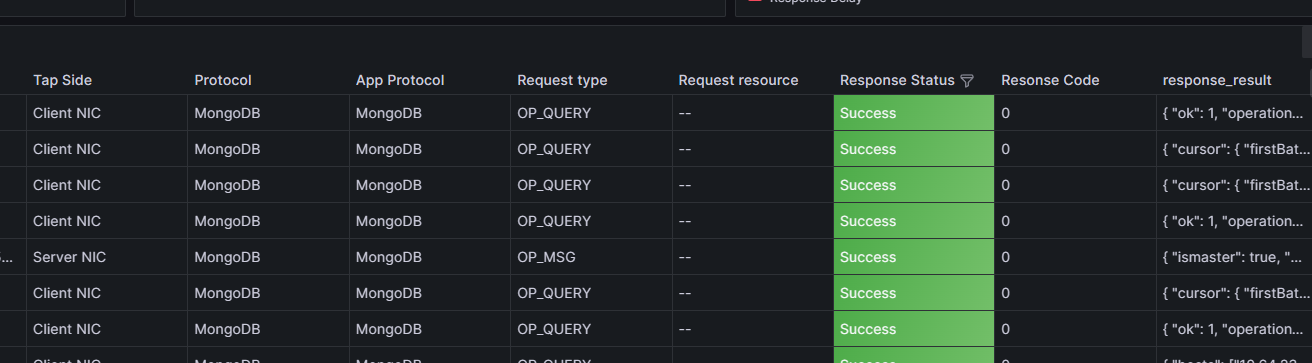 Response Delay
Tap Side Protocol App Protocol Request type Request resource Response Status Resonse Code response_result
Client NIC MongoDB MongoDB OP_QUERY -- Success 0 { "ok": 1, "operation...
Client NIC MongoDB MongoDB OP_QUERY -- Success 0 { "cursor": { "firstBat...
Client NIC MongoDB MongoDB OP_QUERY -- Success 0 { "cursor": { "firstBat...
Client NIC MongoDB MongoDB OP_QUERY -- Success 0 { "ok": 1, "operation...
Server NIC MongoDB MongoDB OP_MSG -- Success 0 { "ismaster": true, "...
Client NIC MongoDB MongoDB OP_QUERY -- Success 0 { "cursor": { "firstBat...
Client NIC MongoDB MongoDB OP_QUERY -- Success 0 { "ok": 1, "operation...
Client NIC MongoDB MongoDB OP_QUERY -- Success 0